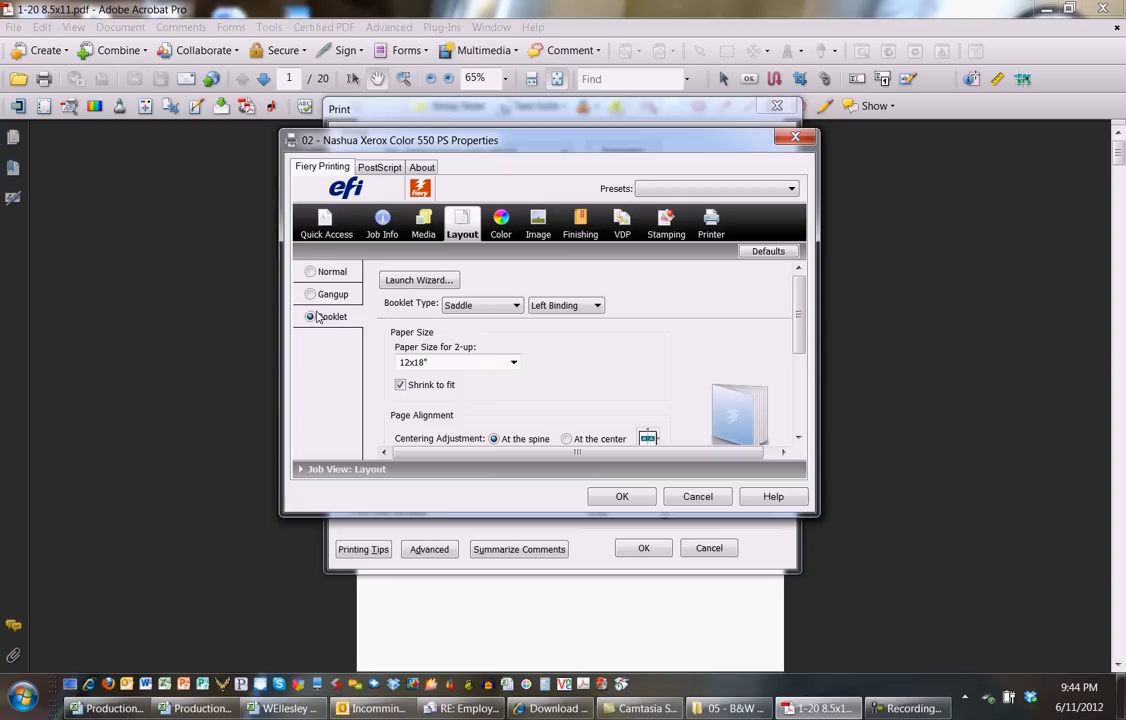 1-20 8.5x11.pdf - Adobe Acrobat Pro
File Edit View Document Comments Forms Tools Certified PDF Advanced Plug-Ins Window Help
Create Combine Collaborate Secure Sign Forms Multimedia Comment
1 / 20 65% Find
Show
Print
02 - Nashua Xerox Color 550 PS Properties
Fiery Printing PostScript About
efi fiery Presets:
Quick Access Job Info Media Layout Color Image Finishing VDP Stamping Printer
Defaults
Normal
Gangup
Booklet
Launch Wizard...
Booklet Type: Saddle Left Binding
Paper Size
Paper Size for 2-up:
12x18"
Shrink to fit
Page Alignment
Centering Adjustment: At the spine At the center
Job View: Layout
OK Cancel Help
Printing Tips Advanced Summarize Comments OK Cancel
Production... Production... WEllesley ... Incommin... RE: Employ... Download ... Camtasia S... 05 - B&W ... 1-20 8.5x1... Recording...
9:44 PM
6/11/2012